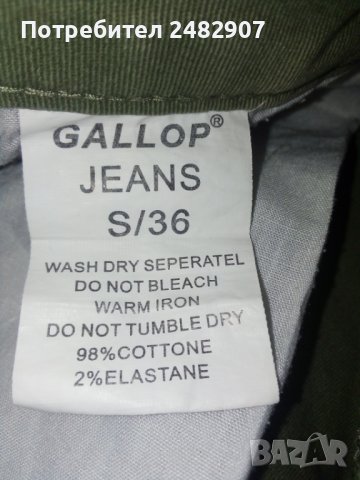 Потребител 2482907
GALLOP®
JEANS
S/36
WASH DRY SEPERATEL
DO NOT BLEACH
WARM IRON
DO NOT TUMBLE DRY
98%COTTONE
2%ELASTANE
BAZAR